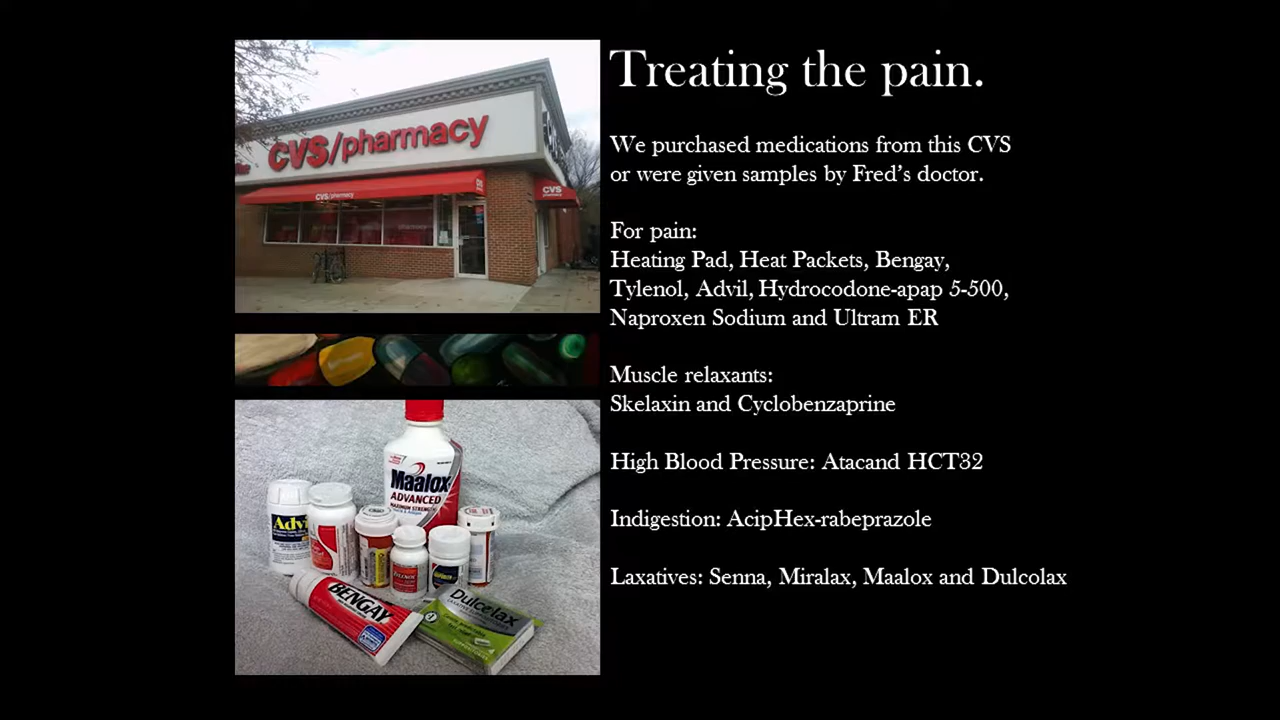 Treating the pain.
We purchased medications from this CVS
or were given samples by Fred's doctor.
For pain:
Heating Pad, Heat Packets, Bengay,
Tylenol, Advil, Hydrocodone-apap 5-500,
Naproxen Sodium and Ultram ER
Muscle relaxants:
Skelaxin and Cyclobenzaprine
High Blood Pressure: Atacand HCT32
Indigestion: AcipHex-rabeprazole
Laxatives: Senna, Miralax, Maalox and Dulcolax
CVS/pharmacy
CVS/pharmacy
CVS
Maalox
ADVANCED
MAXIMUM STRENGTH
BENGAY
Dulcolax